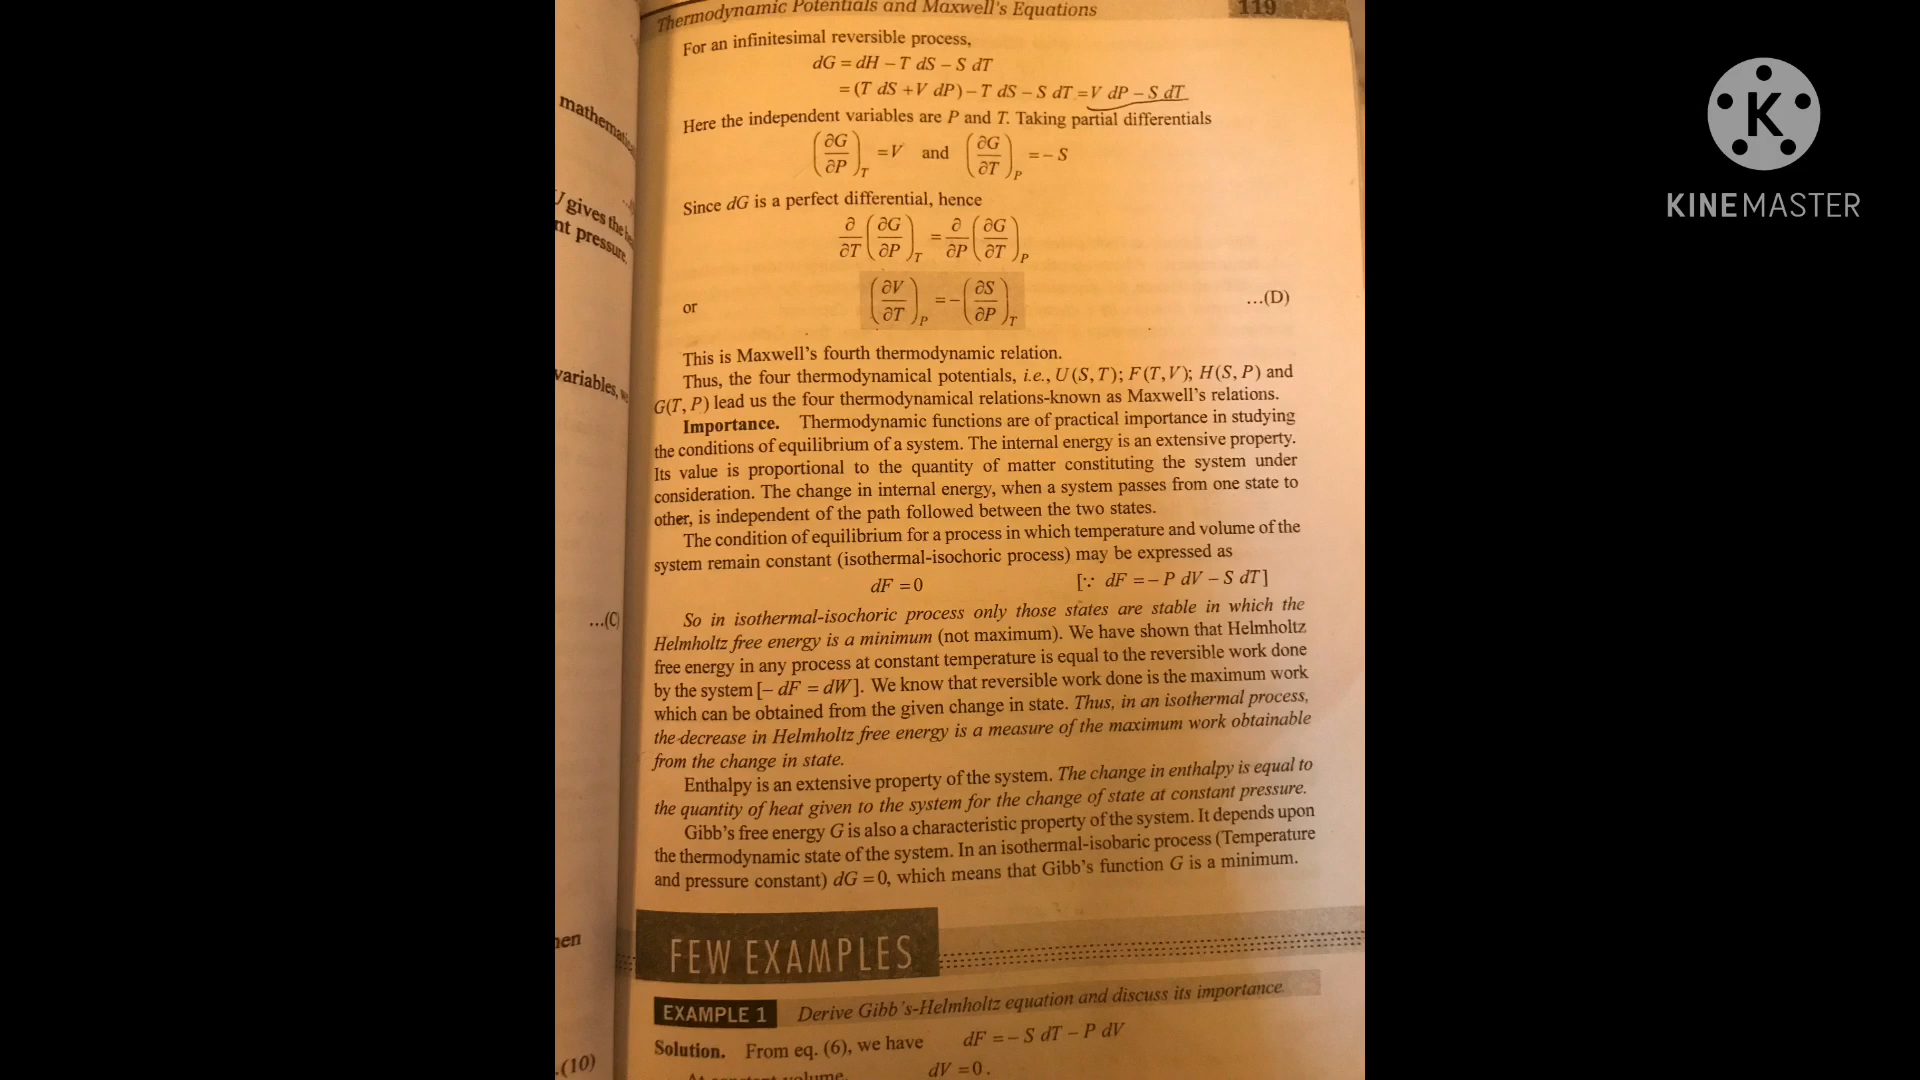 Thermodynamic Potentials and Maxwell's Equations 119
For an infinitesimal reversible process,
dG = dH − T dS − S dT
= (T dS + V dP) − T dS − S dT = V dP − S dT
Here the independent variables are P and T. Taking partial differentials
(∂G/∂P)_T = V and (∂G/∂T)_P = − S
Since dG is a perfect differential, hence
∂/∂T (∂G/∂P)_T = ∂/∂P (∂G/∂T)_P
or (∂V/∂T)_P = − (∂S/∂P)_T ...(D)
This is Maxwell's fourth thermodynamic relation.
Thus, the four thermodynamical potentials, i.e., U(S, T); F(T, V); H(S, P) and
G(T, P) lead us the four thermodynamical relations-known as Maxwell's relations.
Importance. Thermodynamic functions are of practical importance in studying
the conditions of equilibrium of a system. The internal energy is an extensive property.
Its value is proportional to the quantity of matter constituting the system under
consideration. The change in internal energy, when a system passes from one state to
other, is independent of the path followed between the two states.
The condition of equilibrium for a process in which temperature and volume of the
system remain constant (isothermal-isochoric process) may be expressed as
dF = 0 [∵ dF = − P dV − S dT]
So in isothermal-isochoric process only those states are stable in which the
Helmholtz free energy is a minimum (not maximum). We have shown that Helmholtz
free energy in any process at constant temperature is equal to the reversible work done
by the system [− dF = dW]. We know that reversible work done is the maximum work
which can be obtained from the given change in state. Thus, in an isothermal process,
the decrease in Helmholtz free energy is a measure of the maximum work obtainable
from the change in state.
Enthalpy is an extensive property of the system. The change in enthalpy is equal to
the quantity of heat given to the system for the change of state at constant pressure.
Gibb's free energy G is also a characteristic property of the system. It depends upon
the thermodynamic state of the system. In an isothermal-isobaric process (Temperature
and pressure constant) dG = 0, which means that Gibb's function G is a minimum.
FEW EXAMPLES
EXAMPLE 1 Derive Gibb's-Helmholtz equation and discuss its importance.
Solution. From eq. (6), we have dF = − S dT − P dV
dV = 0.
gives the
nt pressure.
variables,
...(C)
.(10)
K
KINEMASTER